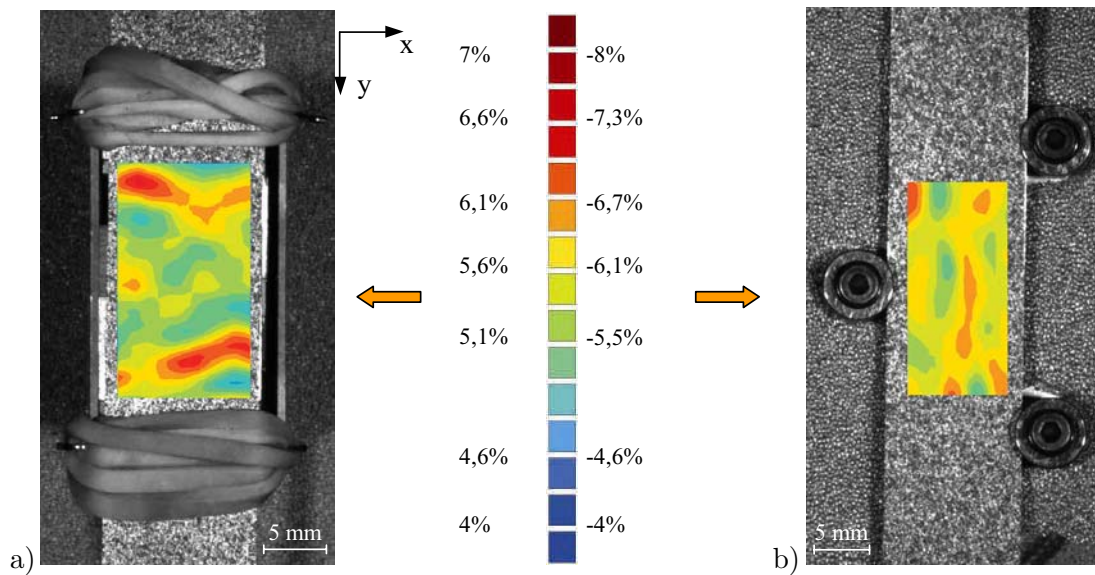 x
y
7% -8%
6,6% -7,3%
6,1% -6,7%
5,6% -6,1%
5,1% -5,5%
4,6% -4,6%
4% -4%
5 mm
5 mm
a)
b)